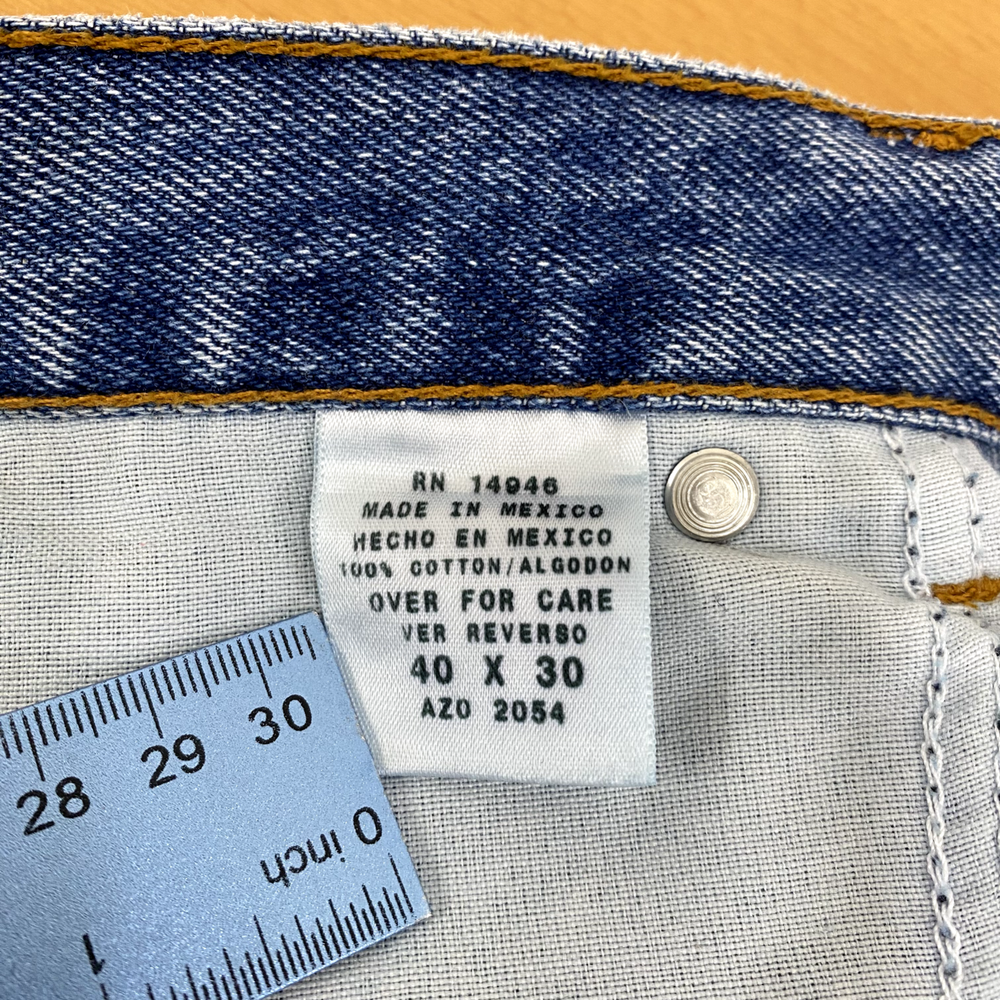 RN 14946
MADE IN MEXICO
HECHO EN MEXICO
100% COTTON/ALGODON
OVER FOR CARE
VER REVERSO
40 X 30
AZO 2054
28 29 30
0 inch
1